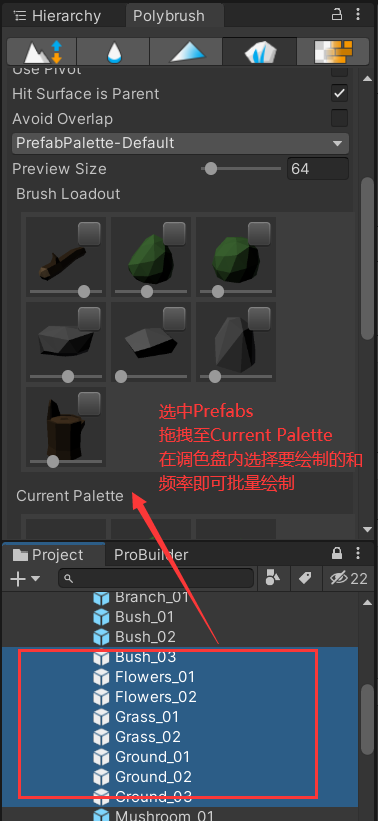 Hierarchy Polybrush
Use Pivot
Hit Surface is Parent
Avoid Overlap
PrefabPalette-Default
Preview Size 64
Brush Loadout
选中Prefabs
拖拽至Current Palette
在调色盘内选择要绘制的和
频率即可批量绘制
Current Palette
Project ProBuilder
22
Branch_01
Bush_01
Bush_02
Bush_03
Flowers_01
Flowers_02
Grass_01
Grass_02
Ground_01
Ground_02
Ground_03
Mushroom_01